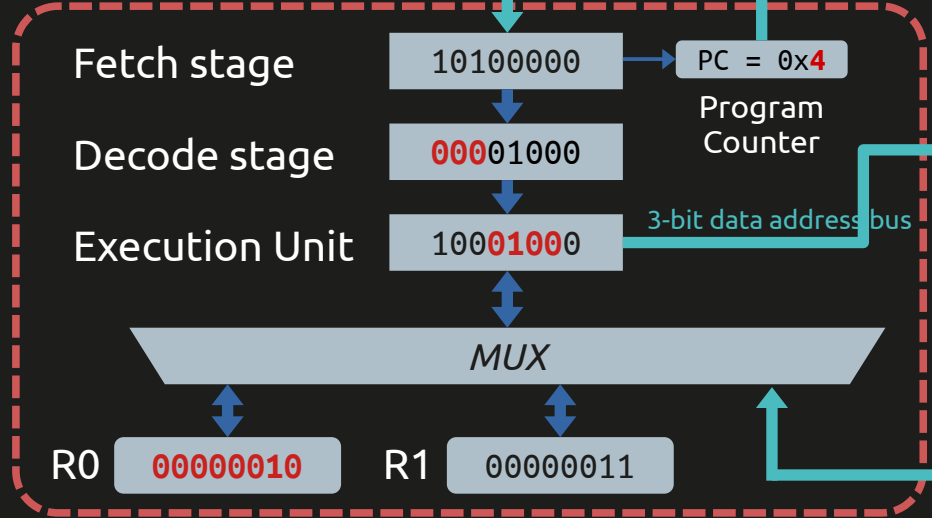 Fetch stage
10100000
PC = 0x4
Program
Counter
Decode stage
00001000
3-bit data address bus
Execution Unit
10001000
MUX
R0
00000010
R1
00000011